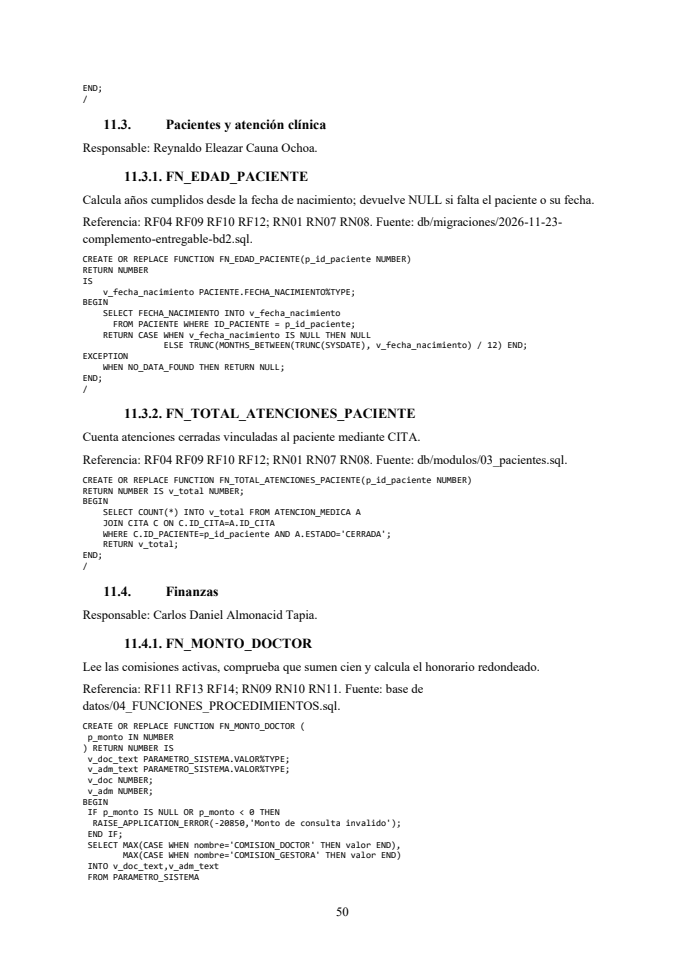 END;
/
11.3. Pacientes y atención clínica
Responsable: Reynaldo Eleazar Cauna Ochoa.
11.3.1. FN_EDAD_PACIENTE
Calcula años cumplidos desde la fecha de nacimiento; devuelve NULL si falta el paciente o su fecha.
Referencia: RF04 RF09 RF10 RF12; RN01 RN07 RN08. Fuente: db/migraciones/2026-11-23-
complemento-entregable-bd2.sql.
CREATE OR REPLACE FUNCTION FN_EDAD_PACIENTE(p_id_paciente NUMBER)
RETURN NUMBER
IS
    v_fecha_nacimiento PACIENTE.FECHA_NACIMIENTO%TYPE;
BEGIN
    SELECT FECHA_NACIMIENTO INTO v_fecha_nacimiento
      FROM PACIENTE WHERE ID_PACIENTE = p_id_paciente;
    RETURN CASE WHEN v_fecha_nacimiento IS NULL THEN NULL
                ELSE TRUNC(MONTHS_BETWEEN(TRUNC(SYSDATE), v_fecha_nacimiento) / 12) END;
EXCEPTION
    WHEN NO_DATA_FOUND THEN RETURN NULL;
END;
/
11.3.2. FN_TOTAL_ATENCIONES_PACIENTE
Cuenta atenciones cerradas vinculadas al paciente mediante CITA.
Referencia: RF04 RF09 RF10 RF12; RN01 RN07 RN08. Fuente: db/modulos/03_pacientes.sql.
CREATE OR REPLACE FUNCTION FN_TOTAL_ATENCIONES_PACIENTE(p_id_paciente NUMBER)
RETURN NUMBER IS v_total NUMBER;
BEGIN
    SELECT COUNT(*) INTO v_total FROM ATENCION_MEDICA A
    JOIN CITA C ON C.ID_CITA=A.ID_CITA
    WHERE C.ID_PACIENTE=p_id_paciente AND A.ESTADO='CERRADA';
    RETURN v_total;
END;
/
11.4. Finanzas
Responsable: Carlos Daniel Almonacid Tapia.
11.4.1. FN_MONTO_DOCTOR
Lee las comisiones activas, comprueba que sumen cien y calcula el honorario redondeado.
Referencia: RF11 RF13 RF14; RN09 RN10 RN11. Fuente: base de
datos/04_FUNCIONES_PROCEDIMIENTOS.sql.
CREATE OR REPLACE FUNCTION FN_MONTO_DOCTOR (
 p_monto IN NUMBER
) RETURN NUMBER IS
 v_doc_text PARAMETRO_SISTEMA.VALOR%TYPE;
 v_adm_text PARAMETRO_SISTEMA.VALOR%TYPE;
 v_doc NUMBER;
 v_adm NUMBER;
BEGIN
 IF p_monto IS NULL OR p_monto < 0 THEN
  RAISE_APPLICATION_ERROR(-20850,'Monto de consulta invalido');
 END IF;
 SELECT MAX(CASE WHEN nombre='COMISION_DOCTOR' THEN valor END),
        MAX(CASE WHEN nombre='COMISION_GESTORA' THEN valor END)
 INTO v_doc_text,v_adm_text
 FROM PARAMETRO_SISTEMA
50